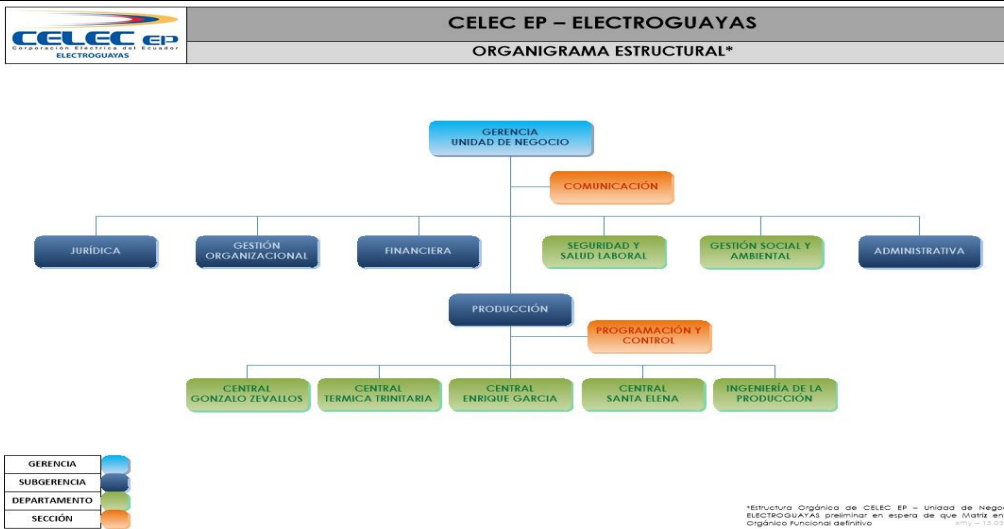 CELEC EP
Corporación Eléctrica del Ecuador
ELECTROGUAYAS
CELEC EP – ELECTROGUAYAS
ORGANIGRAMA ESTRUCTURAL*
GERENCIA
UNIDAD DE NEGOCIO
COMUNICACIÓN
JURÍDICA
GESTIÓN
ORGANIZACIONAL
FINANCIERA
SEGURIDAD Y
SALUD LABORAL
GESTIÓN SOCIAL Y
AMBIENTAL
ADMINISTRATIVA
PRODUCCIÓN
PROGRAMACIÓN Y
CONTROL
CENTRAL
GONZALO ZEVALLOS
CENTRAL
TERMICA TRINITARIA
CENTRAL
ENRIQUE GARCIA
CENTRAL
SANTA ELENA
INGENIERÍA DE LA
PRODUCCIÓN
GERENCIA
SUBGERENCIA
DEPARTAMENTO
SECCIÓN
*Estructura Orgánica de CELEC EP – Unidad de Nego
ELECTROGUAYAS preliminar en espera de que Matriz en
Orgánico Funcional definitivo